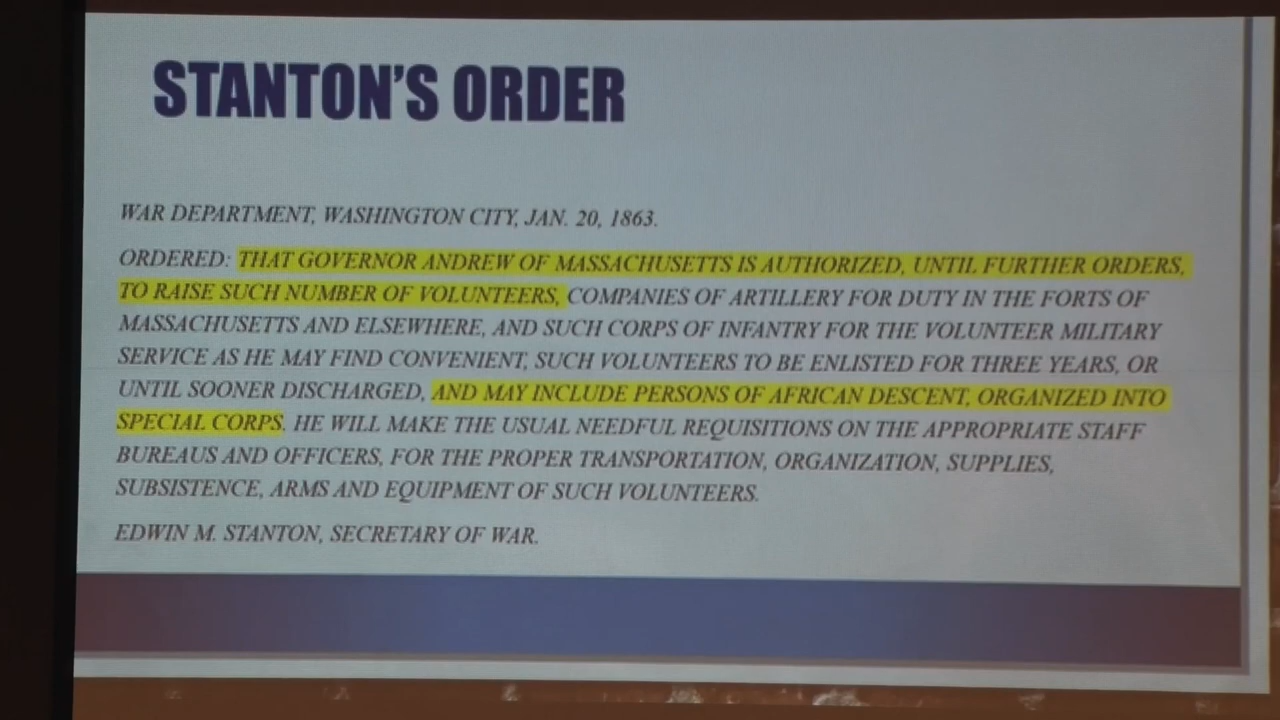 STANTON'S ORDER
WAR DEPARTMENT, WASHINGTON CITY, JAN. 20, 1863.
ORDERED: THAT GOVERNOR ANDREW OF MASSACHUSETTS IS AUTHORIZED, UNTIL FURTHER ORDERS,
TO RAISE SUCH NUMBER OF VOLUNTEERS, COMPANIES OF ARTILLERY FOR DUTY IN THE FORTS OF
MASSACHUSETTS AND ELSEWHERE, AND SUCH CORPS OF INFANTRY FOR THE VOLUNTEER MILITARY
SERVICE AS HE MAY FIND CONVENIENT, SUCH VOLUNTEERS TO BE ENLISTED FOR THREE YEARS, OR
UNTIL SOONER DISCHARGED, AND MAY INCLUDE PERSONS OF AFRICAN DESCENT, ORGANIZED INTO
SPECIAL CORPS. HE WILL MAKE THE USUAL NEEDFUL REQUISITIONS ON THE APPROPRIATE STAFF
BUREAUS AND OFFICERS, FOR THE PROPER TRANSPORTATION, ORGANIZATION, SUPPLIES,
SUBSISTENCE, ARMS AND EQUIPMENT OF SUCH VOLUNTEERS.
EDWIN M. STANTON, SECRETARY OF WAR.